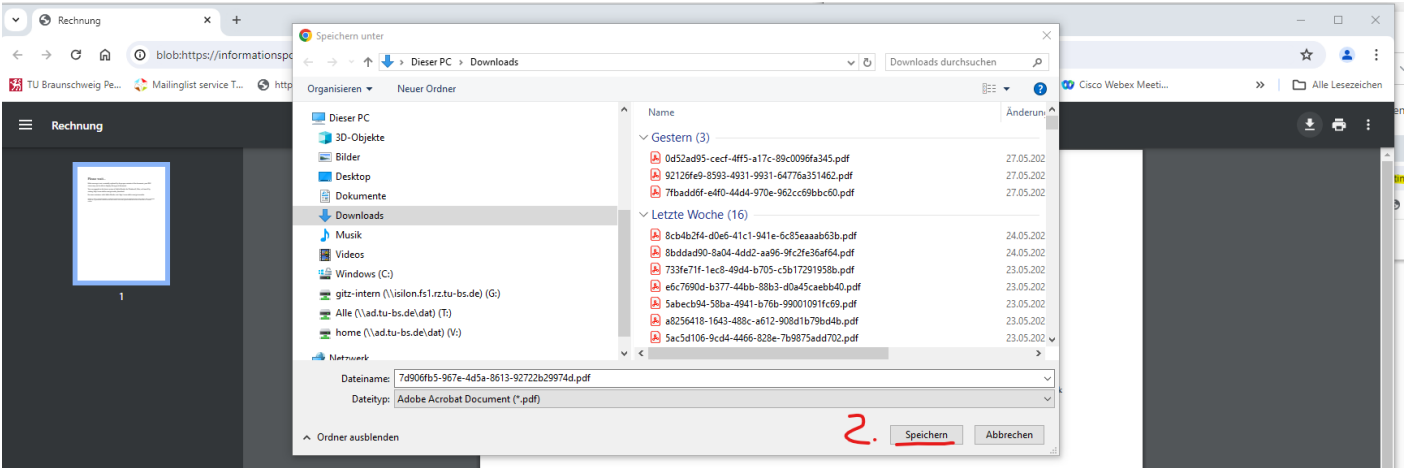 Rechnung
Speichern unter
blob:https://informationspo
Dieser PC > Downloads
Downloads durchsuchen
TU Braunschweig Pe...
Mailinglist service T...
http
Cisco Webex Meeti...
Alle Lesezeichen
Organisieren
Neuer Ordner
Rechnung
Dieser PC
3D-Objekte
Bilder
Desktop
Dokumente
Downloads
Musik
Videos
Windows (C:)
gitz-intern (\\isilon.fs1.rz.tu-bs.de) (G:)
Alle (\\ad.tu-bs.de\dat) (T:)
home (\\ad.tu-bs.de\dat) (V:)
Netzwerk
Name Änderun
Gestern (3)
0d52ad95-cecf-4ff5-a17c-89c0096fa345.pdf 27.05.202
92126fe9-8593-4931-9931-64776a351462.pdf 27.05.202
7fbadd6f-e4f0-44d4-970e-962cc69bbc60.pdf 27.05.202
Letzte Woche (16)
8cb4b2f4-d0e6-41c1-941e-6c85eaaab63b.pdf 24.05.202
8bddad90-8a04-4dd2-aa96-9fc2fe36af64.pdf 24.05.202
733fe71f-1ec8-49d4-b705-c5b17291958b.pdf 23.05.202
e6c7690d-b377-44bb-88b3-d0a45caebb40.pdf 23.05.202
5abecb94-58ba-4941-b76b-99001091fc69.pdf 23.05.202
a8256418-1643-488c-a612-908d1b79bd4b.pdf 23.05.202
5ac5d106-9cd4-4466-828e-7b9875add702.pdf 23.05.202
1
Dateiname: 7d906fb5-967e-4d5a-8613-92722b29974d.pdf
Dateityp: Adobe Acrobat Document (*.pdf)
Ordner ausblenden
2.
Speichern
Abbrechen